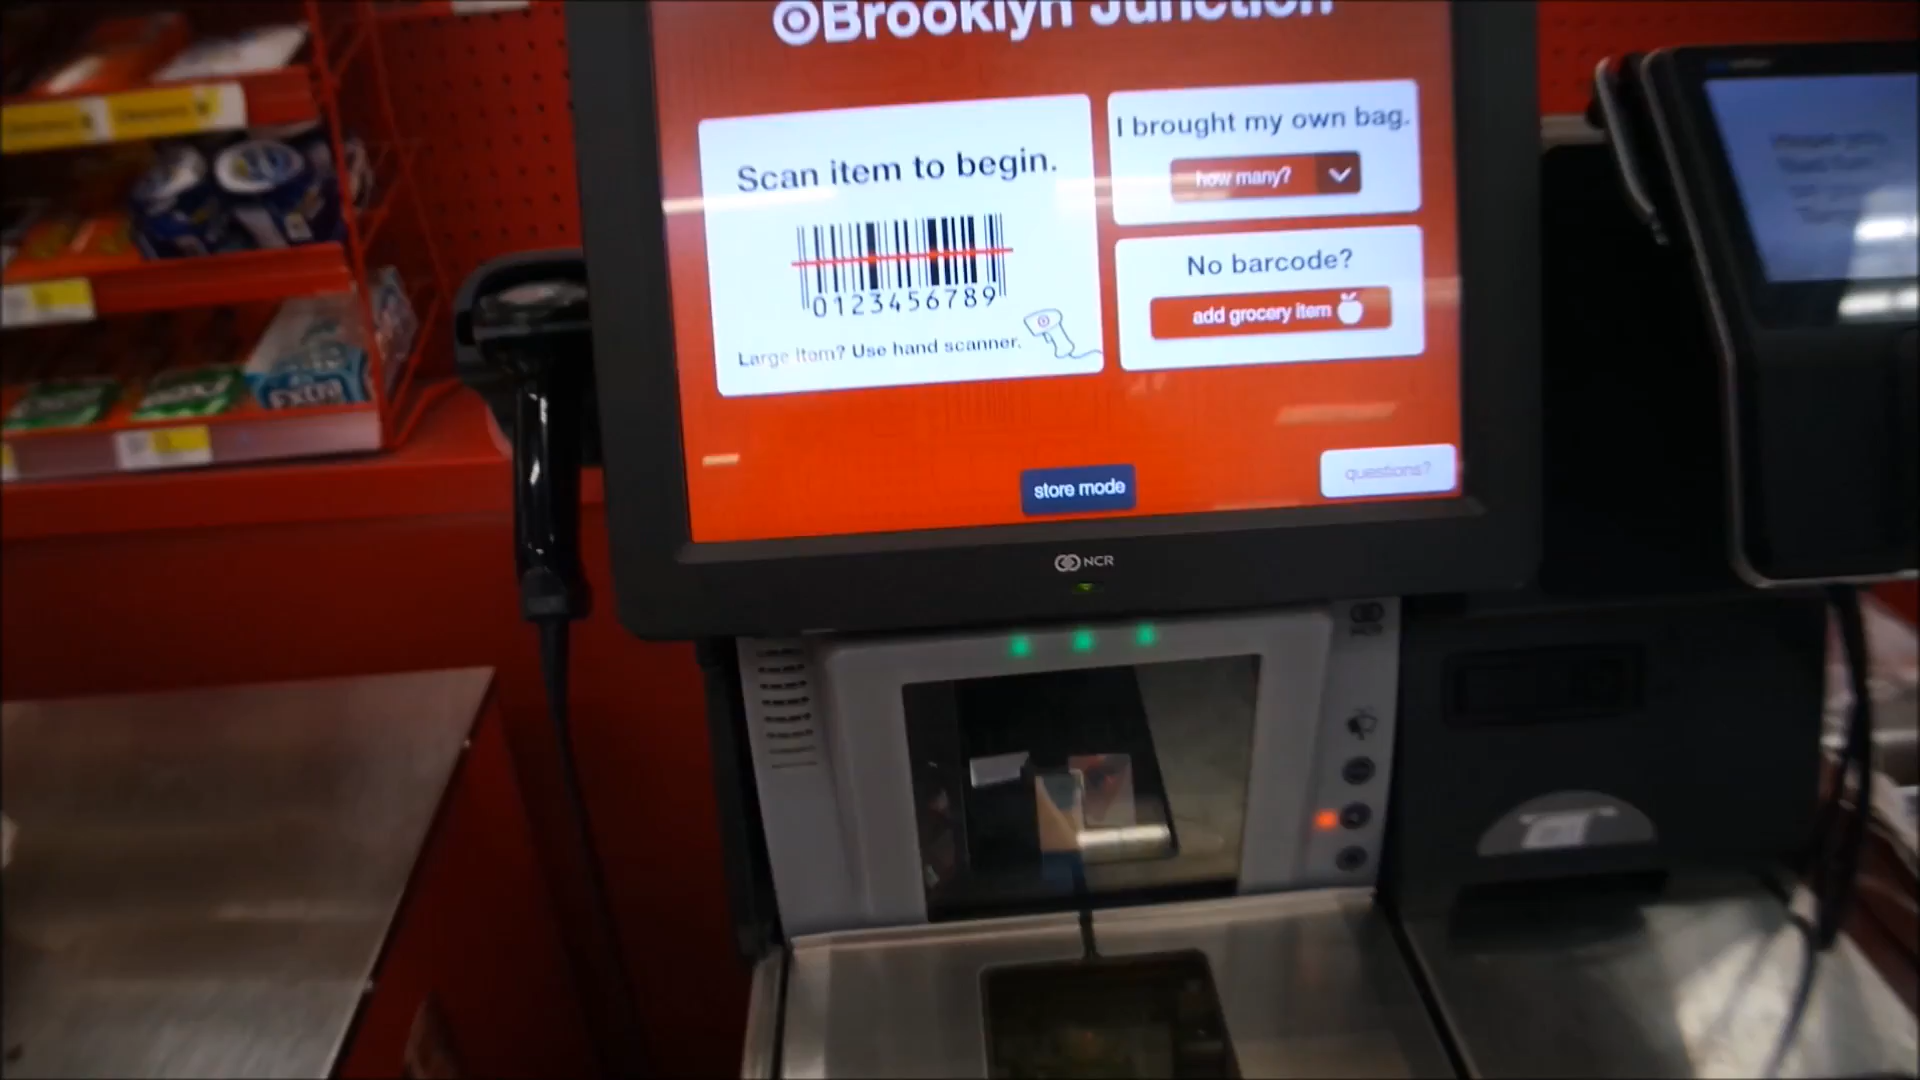 Brooklyn Junction
Scan item to begin.
0123456789
Large item? Use hand scanner.
I brought my own bag.
how many?
No barcode?
add grocery item
store mode
questions?
NCR
Extra